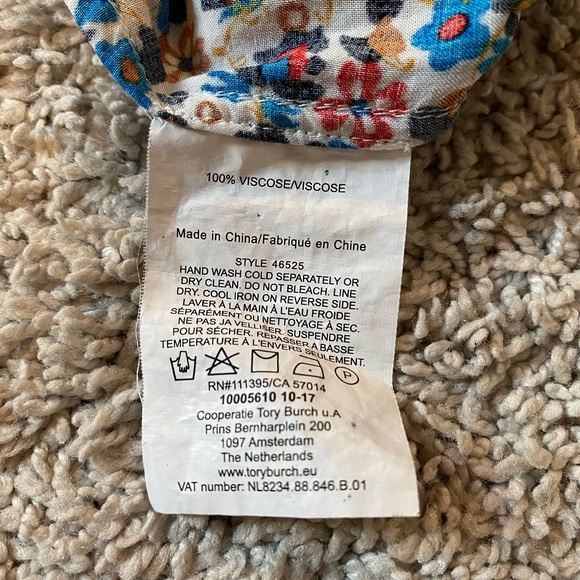 100% VISCOSE/VISCOSE
Made in China/Fabriqué en Chine
STYLE 46525
HAND WASH COLD SEPARATELY OR
DRY CLEAN. DO NOT BLEACH. LINE
DRY. COOL IRON ON REVERSE SIDE.
LAVER À LA MAIN À L'EAU FROIDE
SÉPARÉMENT OU NETTOYAGE À SEC.
NE PAS JA VELLISER. SUSPENDRE
POUR SÉCHER. REPASSER A BASSE
TEMPERATURE À L'ENVERS SEULEMENT.
P
RN#111395/CA 57014
10005610 10-17
Cooperatie Tory Burch u.A
Prins Bernharplein 200
1097 Amsterdam
The Netherlands
www.toryburch.eu
VAT number: NL8234.88.846.B.01